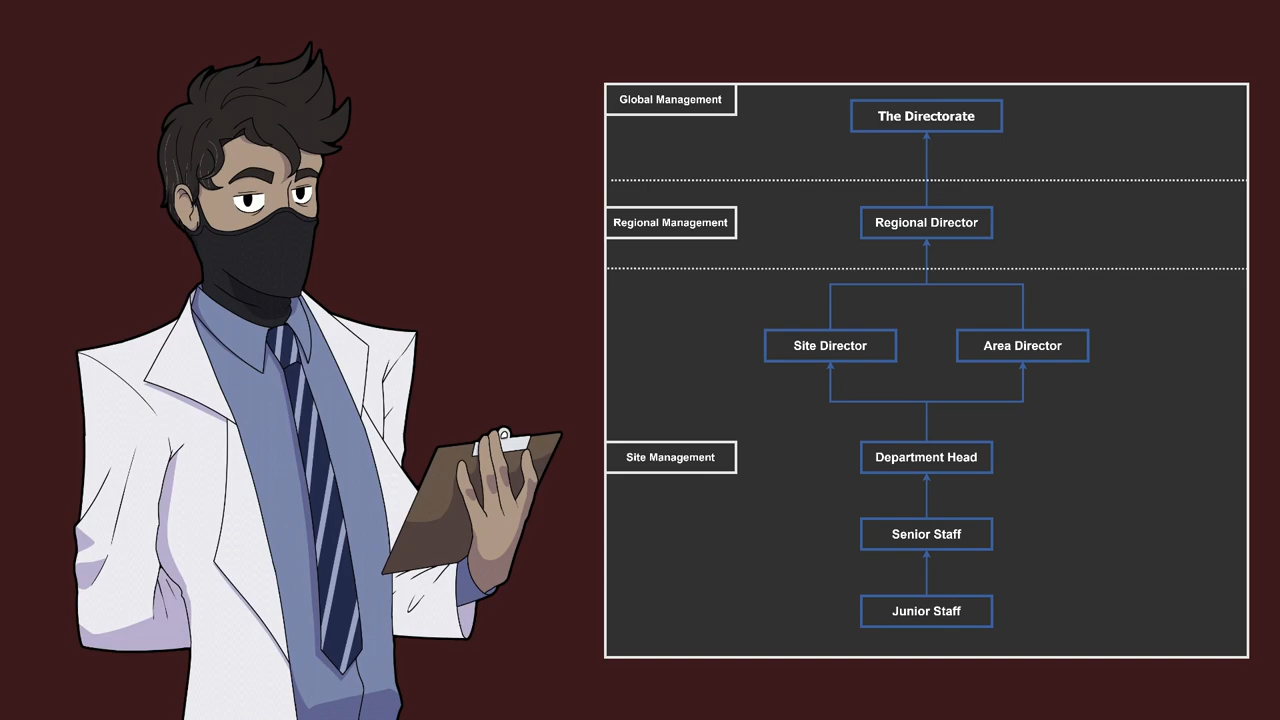 Global Management
The Directorate
Regional Management
Regional Director
Site Director
Area Director
Site Management
Department Head
Senior Staff
Junior Staff